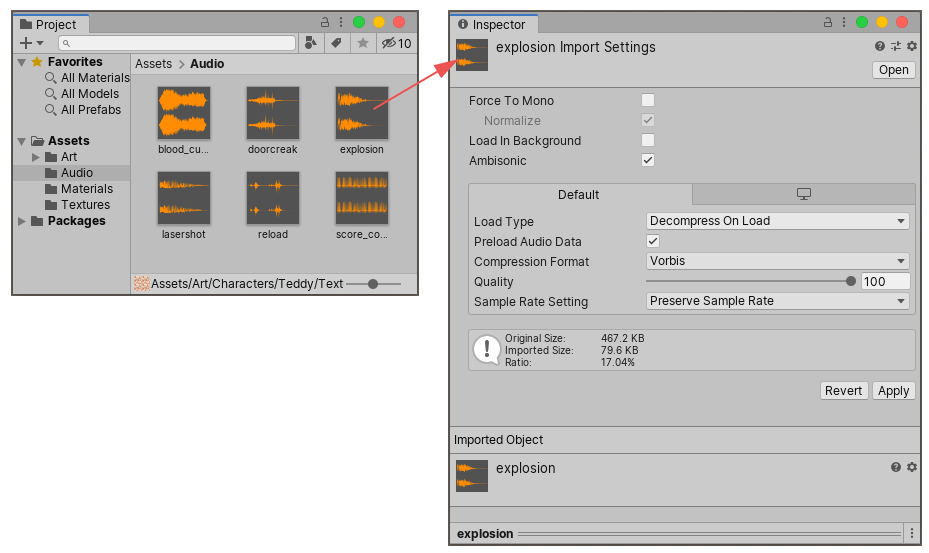 Project
10
Favorites
All Materials
All Models
All Prefabs
Assets
Art
Audio
Materials
Textures
Packages
Assets > Audio
blood_cu...
doorcreak
explosion
lasershot
reload
score_co...
Assets/Art/Characters/Teddy/Text
Inspector
explosion Import Settings
Open
Force To Mono
Normalize
Load In Background
Ambisonic
Default
Load Type Decompress On Load
Preload Audio Data
Compression Format Vorbis
Quality 100
Sample Rate Setting Preserve Sample Rate
Original Size: 467.2 KB
Imported Size: 79.6 KB
Ratio: 17.04%
Revert Apply
Imported Object
explosion
explosion